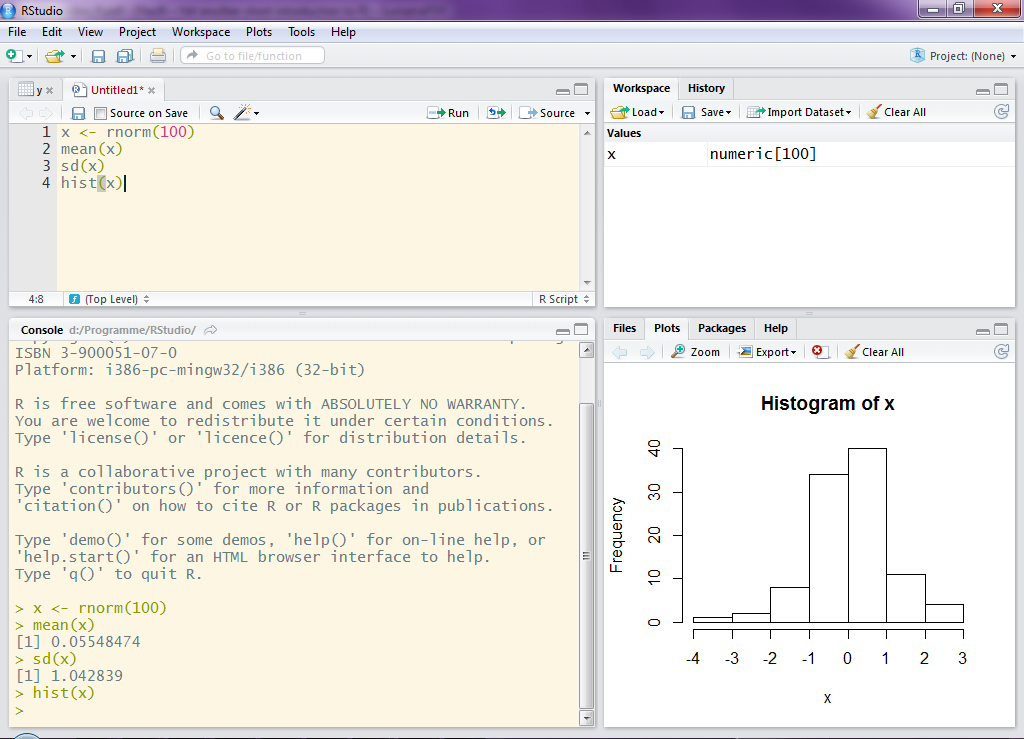 RStudio
File Edit View Project Workspace Plots Tools Help
Go to file/function Project: (None)
y Untitled1*
Source on Save Run Source
1 x <- rnorm(100)
2 mean(x)
3 sd(x)
4 hist(x)
4:8 (Top Level) R Script
Workspace History
Load Save Import Dataset Clear All
Values
x numeric[100]
Console d:/Programme/RStudio/
ISBN 3-900051-07-0
Platform: i386-pc-mingw32/i386 (32-bit)
R is free software and comes with ABSOLUTELY NO WARRANTY.
You are welcome to redistribute it under certain conditions.
Type 'license()' or 'licence()' for distribution details.
R is a collaborative project with many contributors.
Type 'contributors()' for more information and
'citation()' on how to cite R or R packages in publications.
Type 'demo()' for some demos, 'help()' for on-line help, or
'help.start()' for an HTML browser interface to help.
Type 'q()' to quit R.
> x <- rnorm(100)
> mean(x)
[1] 0.05548474
> sd(x)
[1] 1.042839
> hist(x)
>
Files Plots Packages Help
Zoom Export Clear All
Histogram of x
Frequency
40
30
20
10
0
-4 -3 -2 -1 0 1 2 3
x